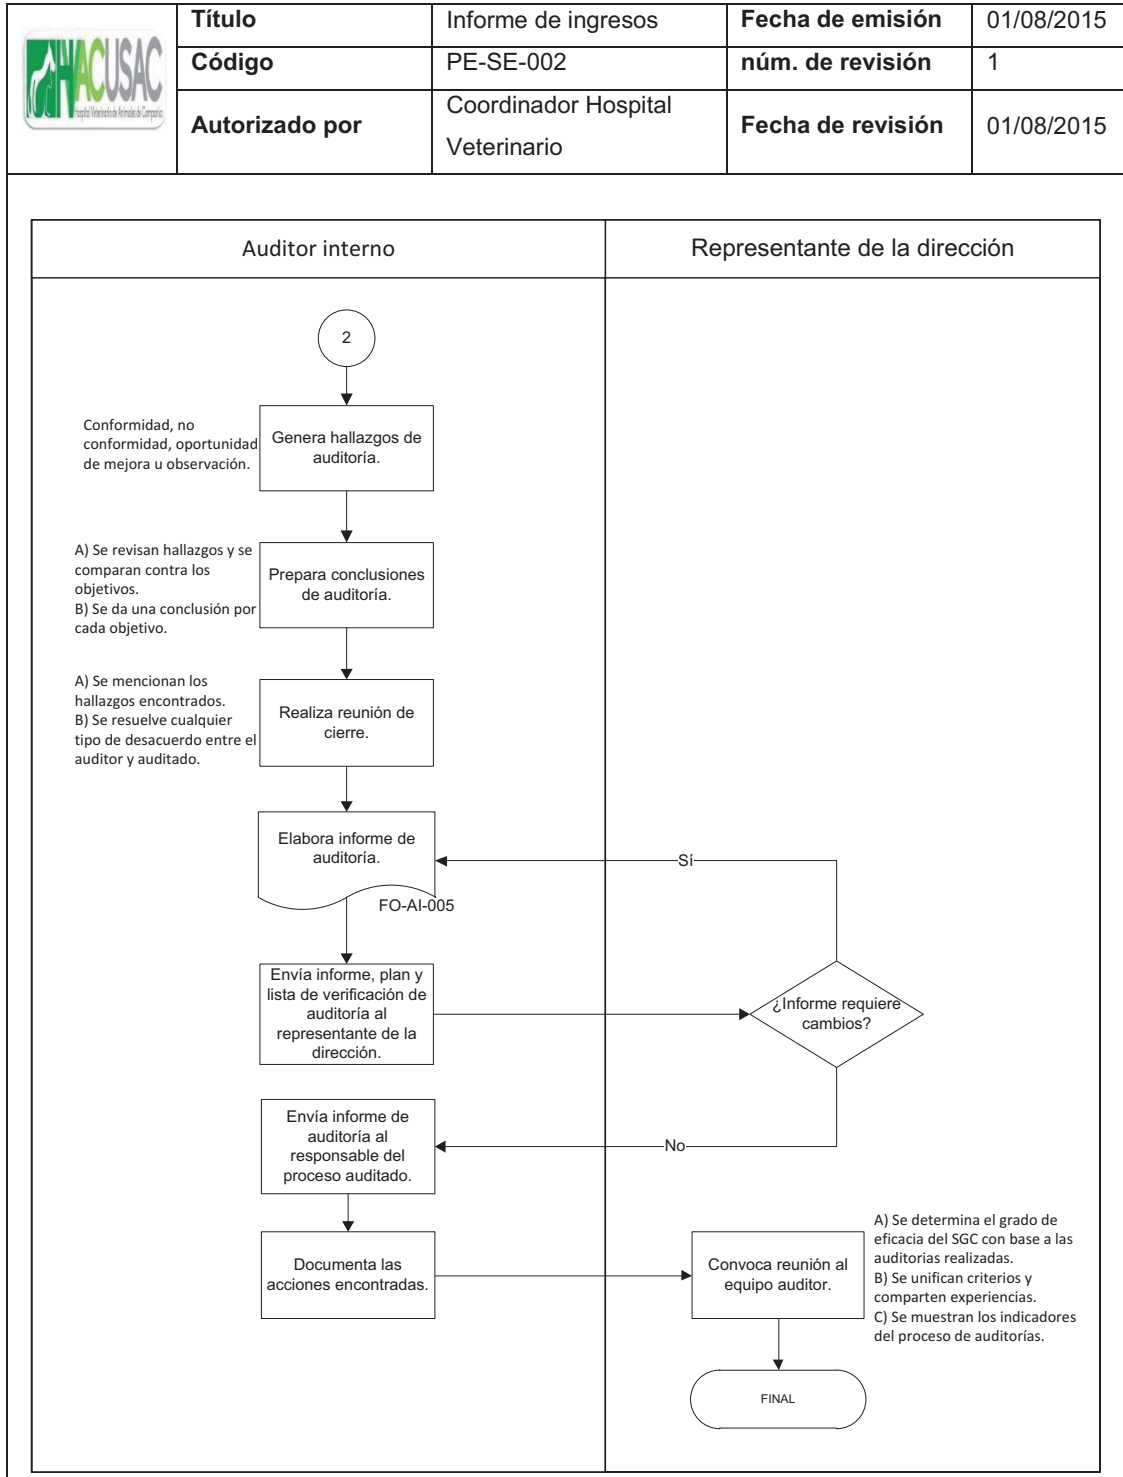 HVACUSAC
Hospital Veterinario de Animales de Compañía
Título
Informe de ingresos
Fecha de emisión
01/08/2015
Código
PE-SE-002
núm. de revisión
1
Autorizado por
Coordinador Hospital
Veterinario
Fecha de revisión
01/08/2015
Auditor interno
Representante de la dirección
2
Conformidad, no
conformidad, oportunidad
de mejora u observación.
Genera hallazgos de
auditoría.
A) Se revisan hallazgos y se
comparan contra los
objetivos.
B) Se da una conclusión por
cada objetivo.
Prepara conclusiones
de auditoría.
A) Se mencionan los
hallazgos encontrados.
B) Se resuelve cualquier
tipo de desacuerdo entre el
auditor y auditado.
Realiza reunión de
cierre.
Elabora informe de
auditoría.
FO-AI-005
Sí
Envía informe, plan y
lista de verificación de
auditoría al
representante de la
dirección.
¿Informe requiere
cambios?
Envía informe de
auditoría al
responsable del
proceso auditado.
No
Documenta las
acciones encontradas.
Convoca reunión al
equipo auditor.
A) Se determina el grado de
eficacia del SGC con base a las
auditorias realizadas.
B) Se unifican criterios y
comparten experiencias.
C) Se muestran los indicadores
del proceso de auditorías.
FINAL